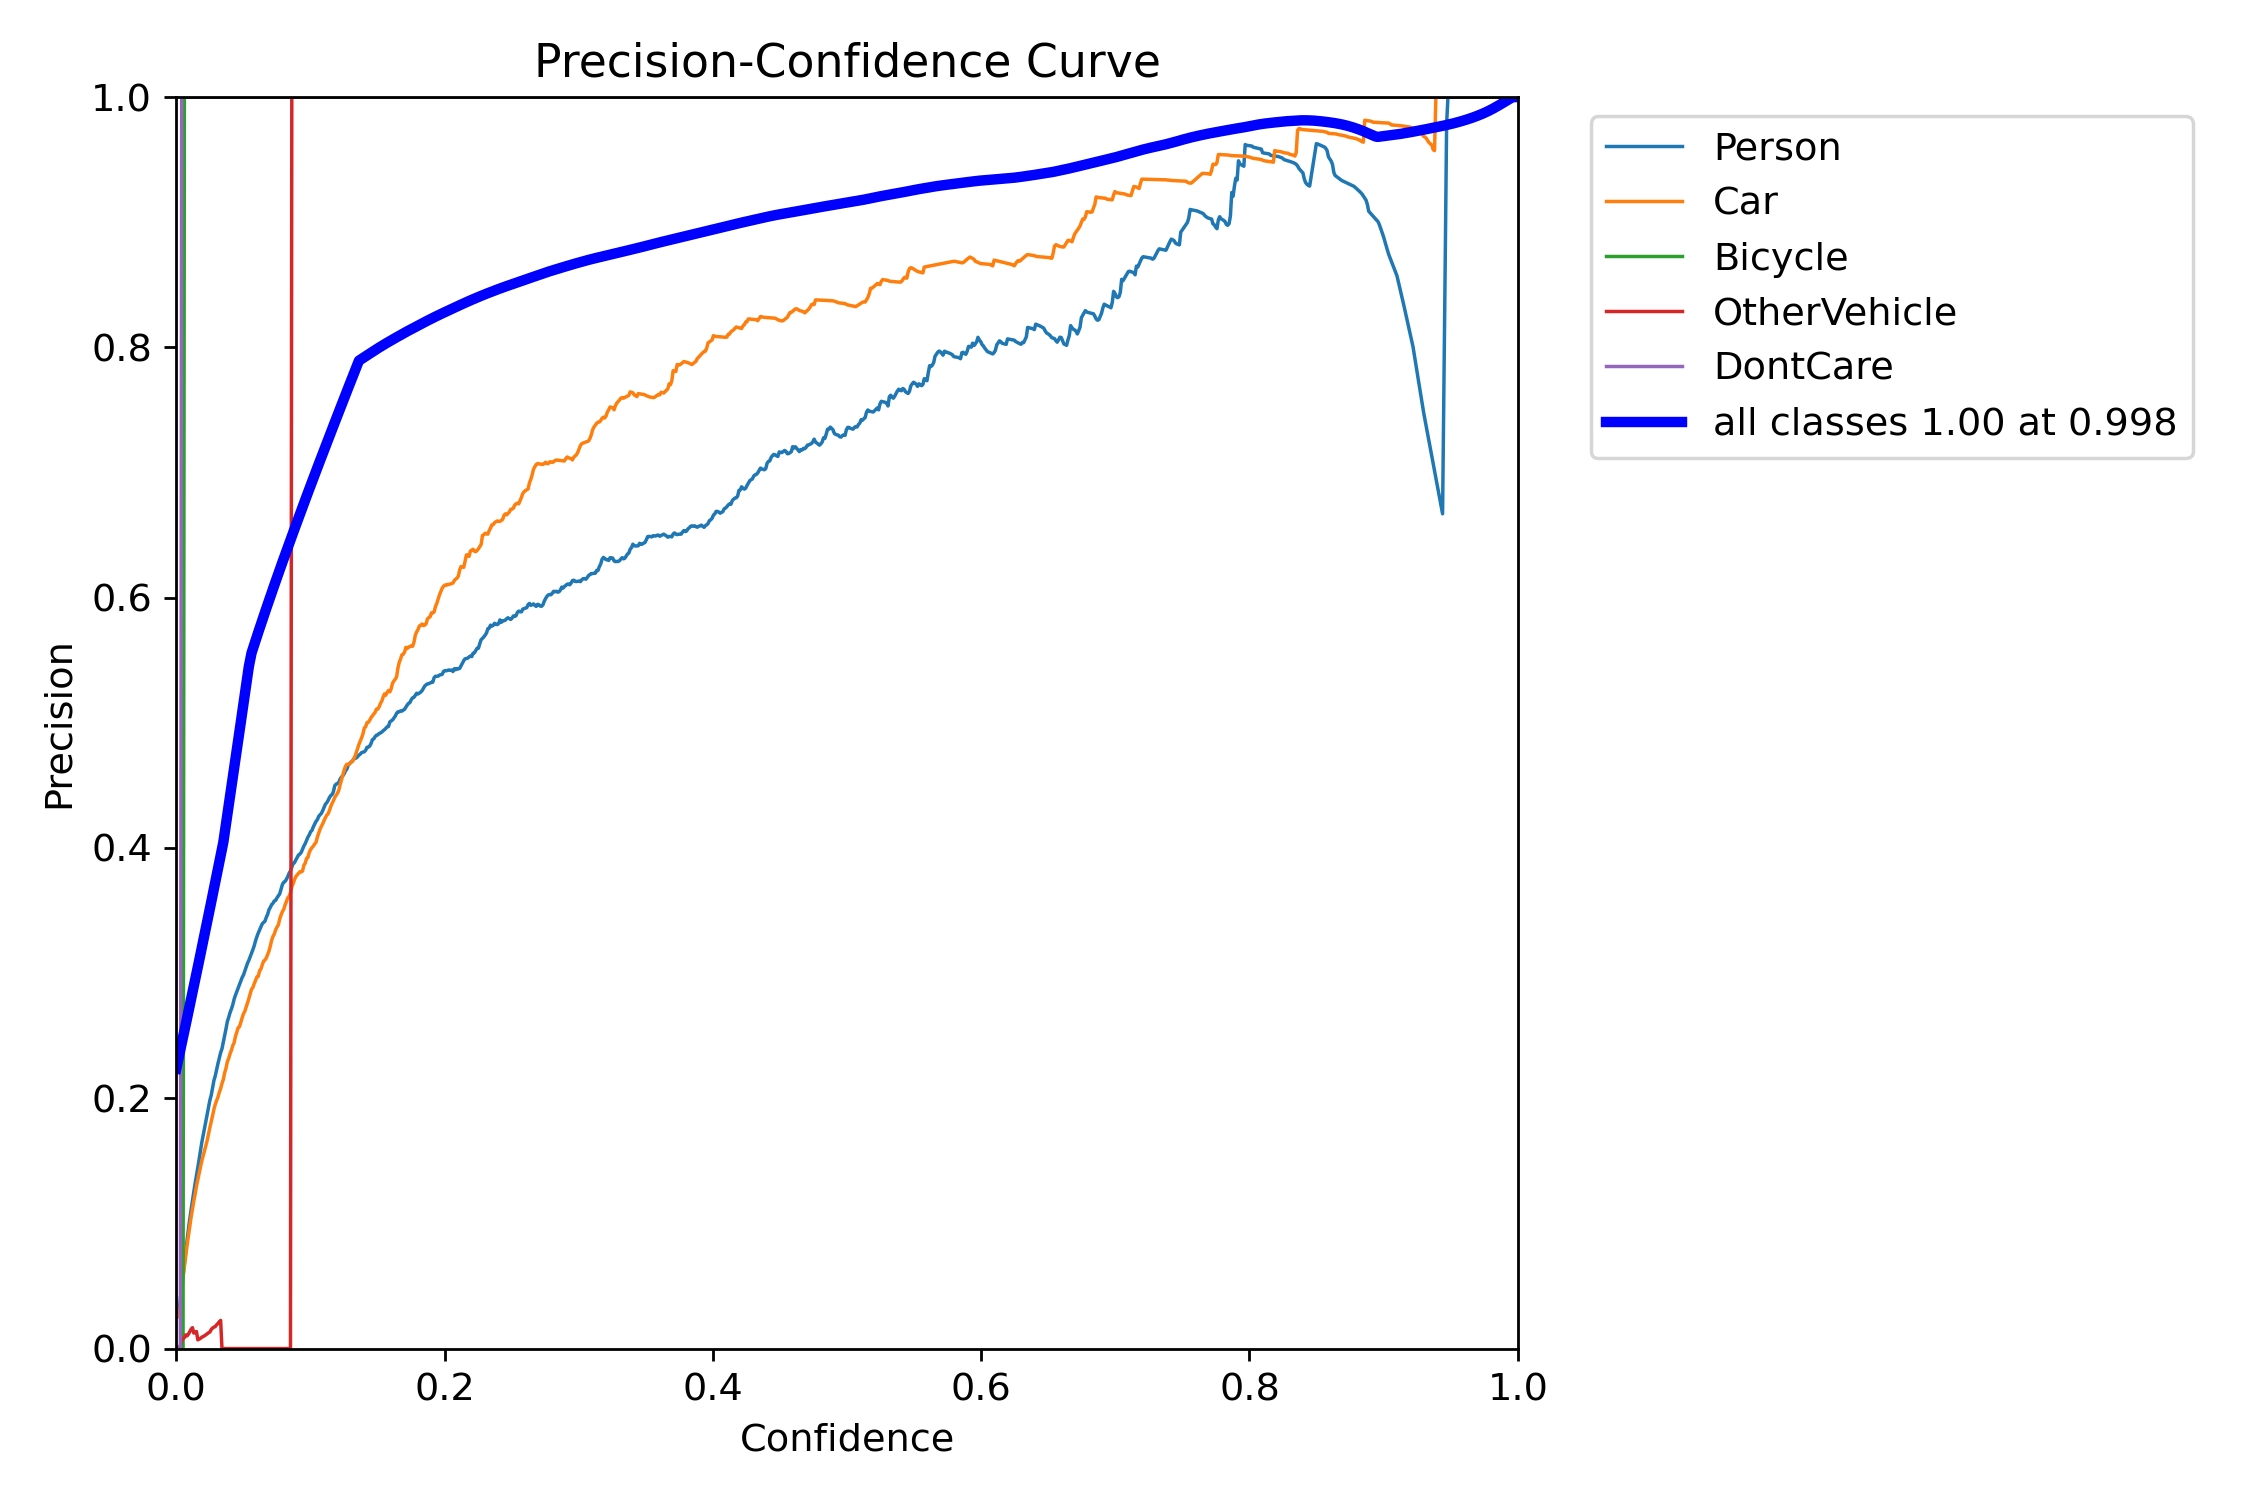 Precision-Confidence Curve
1.0
0.8
0.6
0.4
0.2
0.0
Precision
0.0 0.2 0.4 0.6 0.8 1.0
Confidence
Person
Car
Bicycle
OtherVehicle
DontCare
all classes 1.00 at 0.998